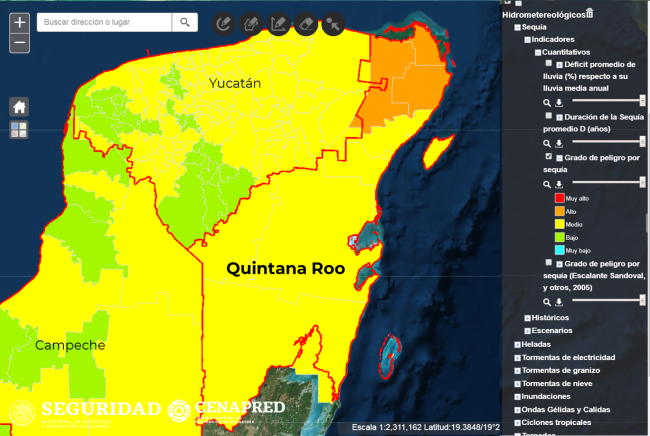 +
−
Buscar dirección o lugar
Yucatán
Quintana Roo
Campeche
SEGURIDAD
CENAPRED
Escala 1:2,311,162 Latitud:19.3848/19°2
Hidrometereológicos
Sequía
Indicadores
Cuantitativos
Déficit promedio de
lluvia (%) respecto a su
lluvia media anual
Duración de la Sequía
promedio D (años)
Grado de peligro por
sequía
Muy alto
Alto
Medio
Bajo
Muy bajo
Grado de peligro por
sequía (Escalante Sandoval,
y otros, 2005)
Históricos
Escenarios
Heladas
Tormentas de electricidad
Tormentas de granizo
Tormentas de nieve
Inundaciones
Ondas Gélidas y Calidas
Ciclones tropicales